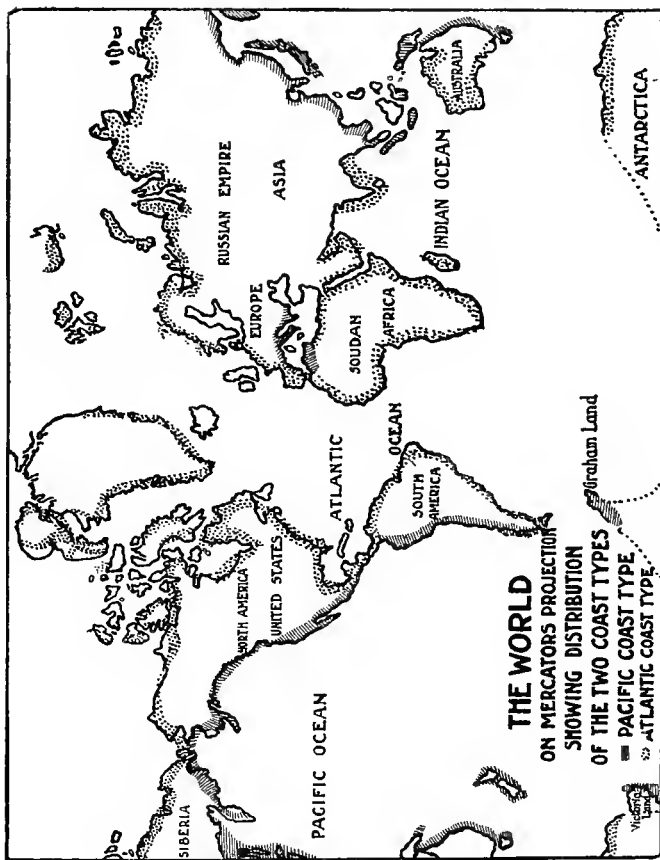 SIBERIA
NORTH AMERICA
UNITED STATES
PACIFIC OCEAN
ATLANTIC
OCEAN
SOUTH
AMERICA
EUROPE
RUSSIAN EMPIRE
ASIA
SOUDAN
AFRICA
INDIAN OCEAN
AUSTRALIA
Graham Land
ANTARCTICA
Victoria
Land
THE WORLD
ON MERCATORS PROJECTION
SHOWING DISTRIBUTION
OF THE TWO COAST TYPES
PACIFIC COAST TYPE
ATLANTIC COAST TYPE